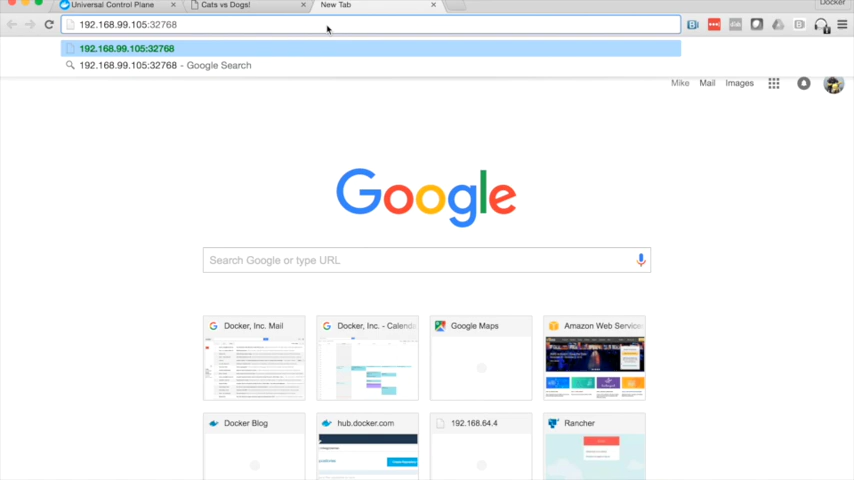 Universal Control Plane
Cats vs Dogs!
New Tab
Docker
192.168.99.105:32768
192.168.99.105:32768
192.168.99.105:32768 - Google Search
Mike
Mail
Images
Google
Search Google or type URL
Docker, Inc. Mail
Docker, Inc. - Calenda
Google Maps
Amazon Web Service
Docker Blog
hub.docker.com
192.168.64.4
Rancher